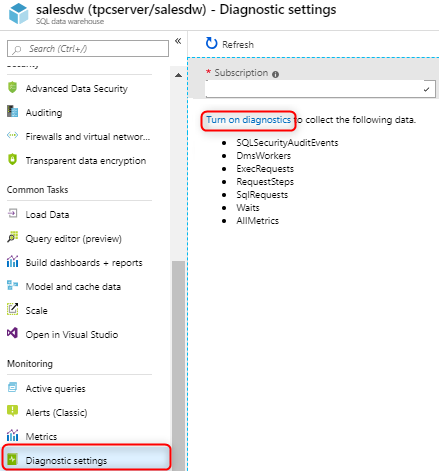 salesdw (tpcserver/salesdw) - Diagnostic settings
SQL data warehouse
Search (Ctrl+/)
Security
Advanced Data Security
Auditing
Firewalls and virtual networ...
Transparent data encryption
Common Tasks
Load Data
Query editor (preview)
Build dashboards + reports
Model and cache data
Scale
Open in Visual Studio
Monitoring
Active queries
Alerts (Classic)
Metrics
Diagnostic settings
Refresh
* Subscription
Turn on diagnostics to collect the following data.
• SQLSecurityAuditEvents
• DmsWorkers
• ExecRequests
• RequestSteps
• SqlRequests
• Waits
• AllMetrics